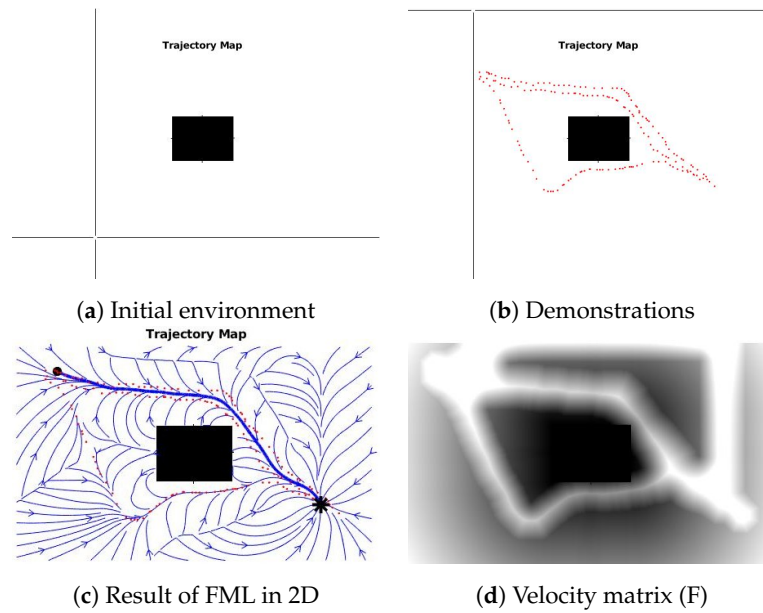 Trajectory Map
Trajectory Map
(a) Initial environment
(b) Demonstrations
Trajectory Map
(c) Result of FML in 2D
(d) Velocity matrix (F)